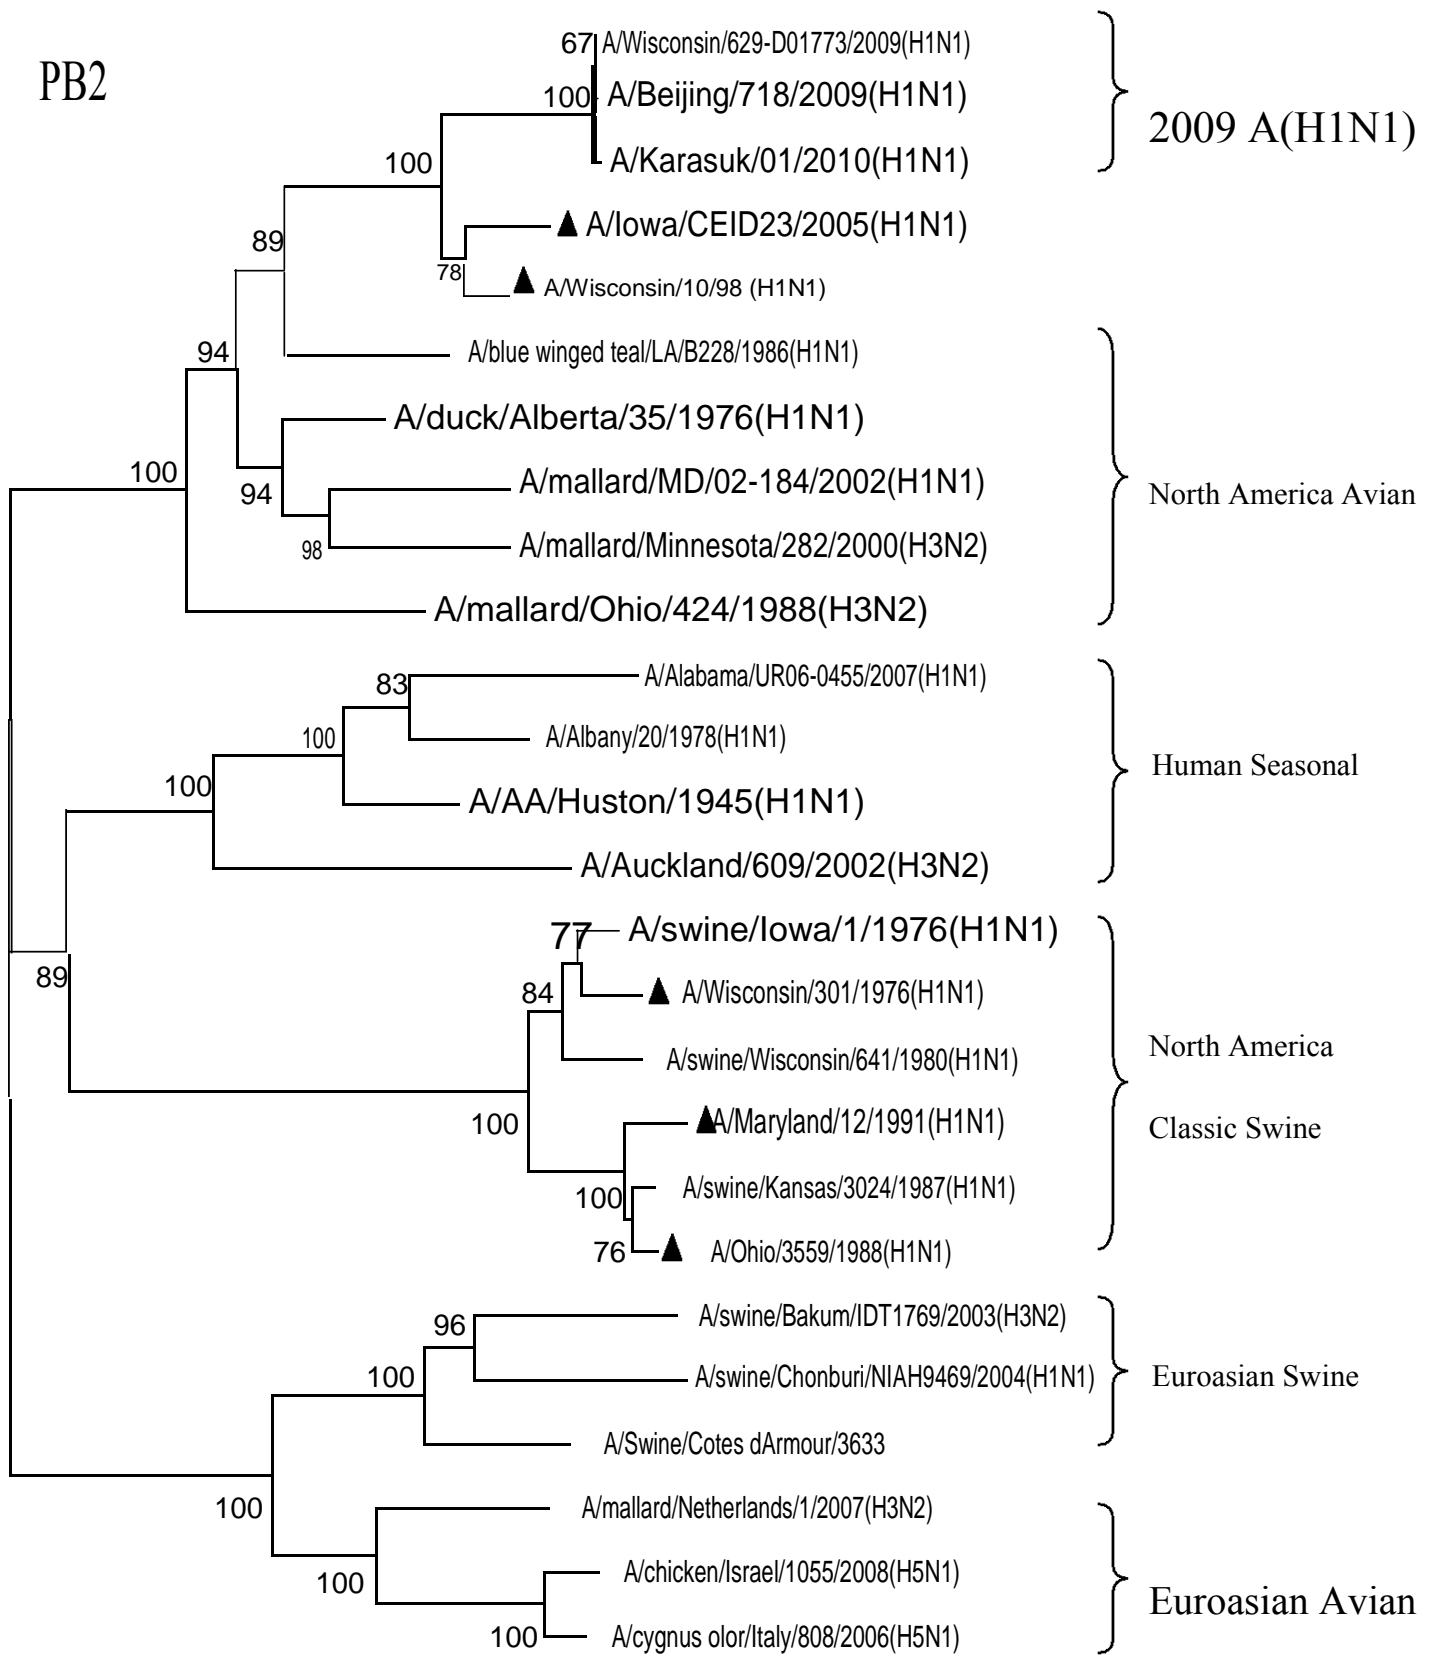 PB2
67
A/Wisconsin/629-D01773/2009(H1N1)
100
A/Beijing/718/2009(H1N1)
2009 A(H1N1)
100
A/Karasuk/01/2010(H1N1)
89
A/Iowa/CEID23/2005(H1N1)
78
A/Wisconsin/10/98 (H1N1)
94
A/blue winged teal/LA/B228/1986(H1N1)
A/duck/Alberta/35/1976(H1N1)
100
94
A/mallard/MD/02-184/2002(H1N1)
North America Avian
98
A/mallard/Minnesota/282/2000(H3N2)
A/mallard/Ohio/424/1988(H3N2)
83
A/Alabama/UR06-0455/2007(H1N1)
100
A/Albany/20/1978(H1N1)
Human Seasonal
100
A/AA/Huston/1945(H1N1)
A/Auckland/609/2002(H3N2)
77
A/swine/Iowa/1/1976(H1N1)
89
84
A/Wisconsin/301/1976(H1N1)
North America
A/swine/Wisconsin/641/1980(H1N1)
100
A/Maryland/12/1991(H1N1)
Classic Swine
100
A/swine/Kansas/3024/1987(H1N1)
76
A/Ohio/3559/1988(H1N1)
96
A/swine/Bakum/IDT1769/2003(H3N2)
100
A/swine/Chonburi/NIAH9469/2004(H1N1)
Euroasian Swine
A/Swine/Cotes dArmour/3633
100
A/mallard/Netherlands/1/2007(H3N2)
100
A/chicken/Israel/1055/2008(H5N1)
Euroasian Avian
100
A/cygnus olor/Italy/808/2006(H5N1)